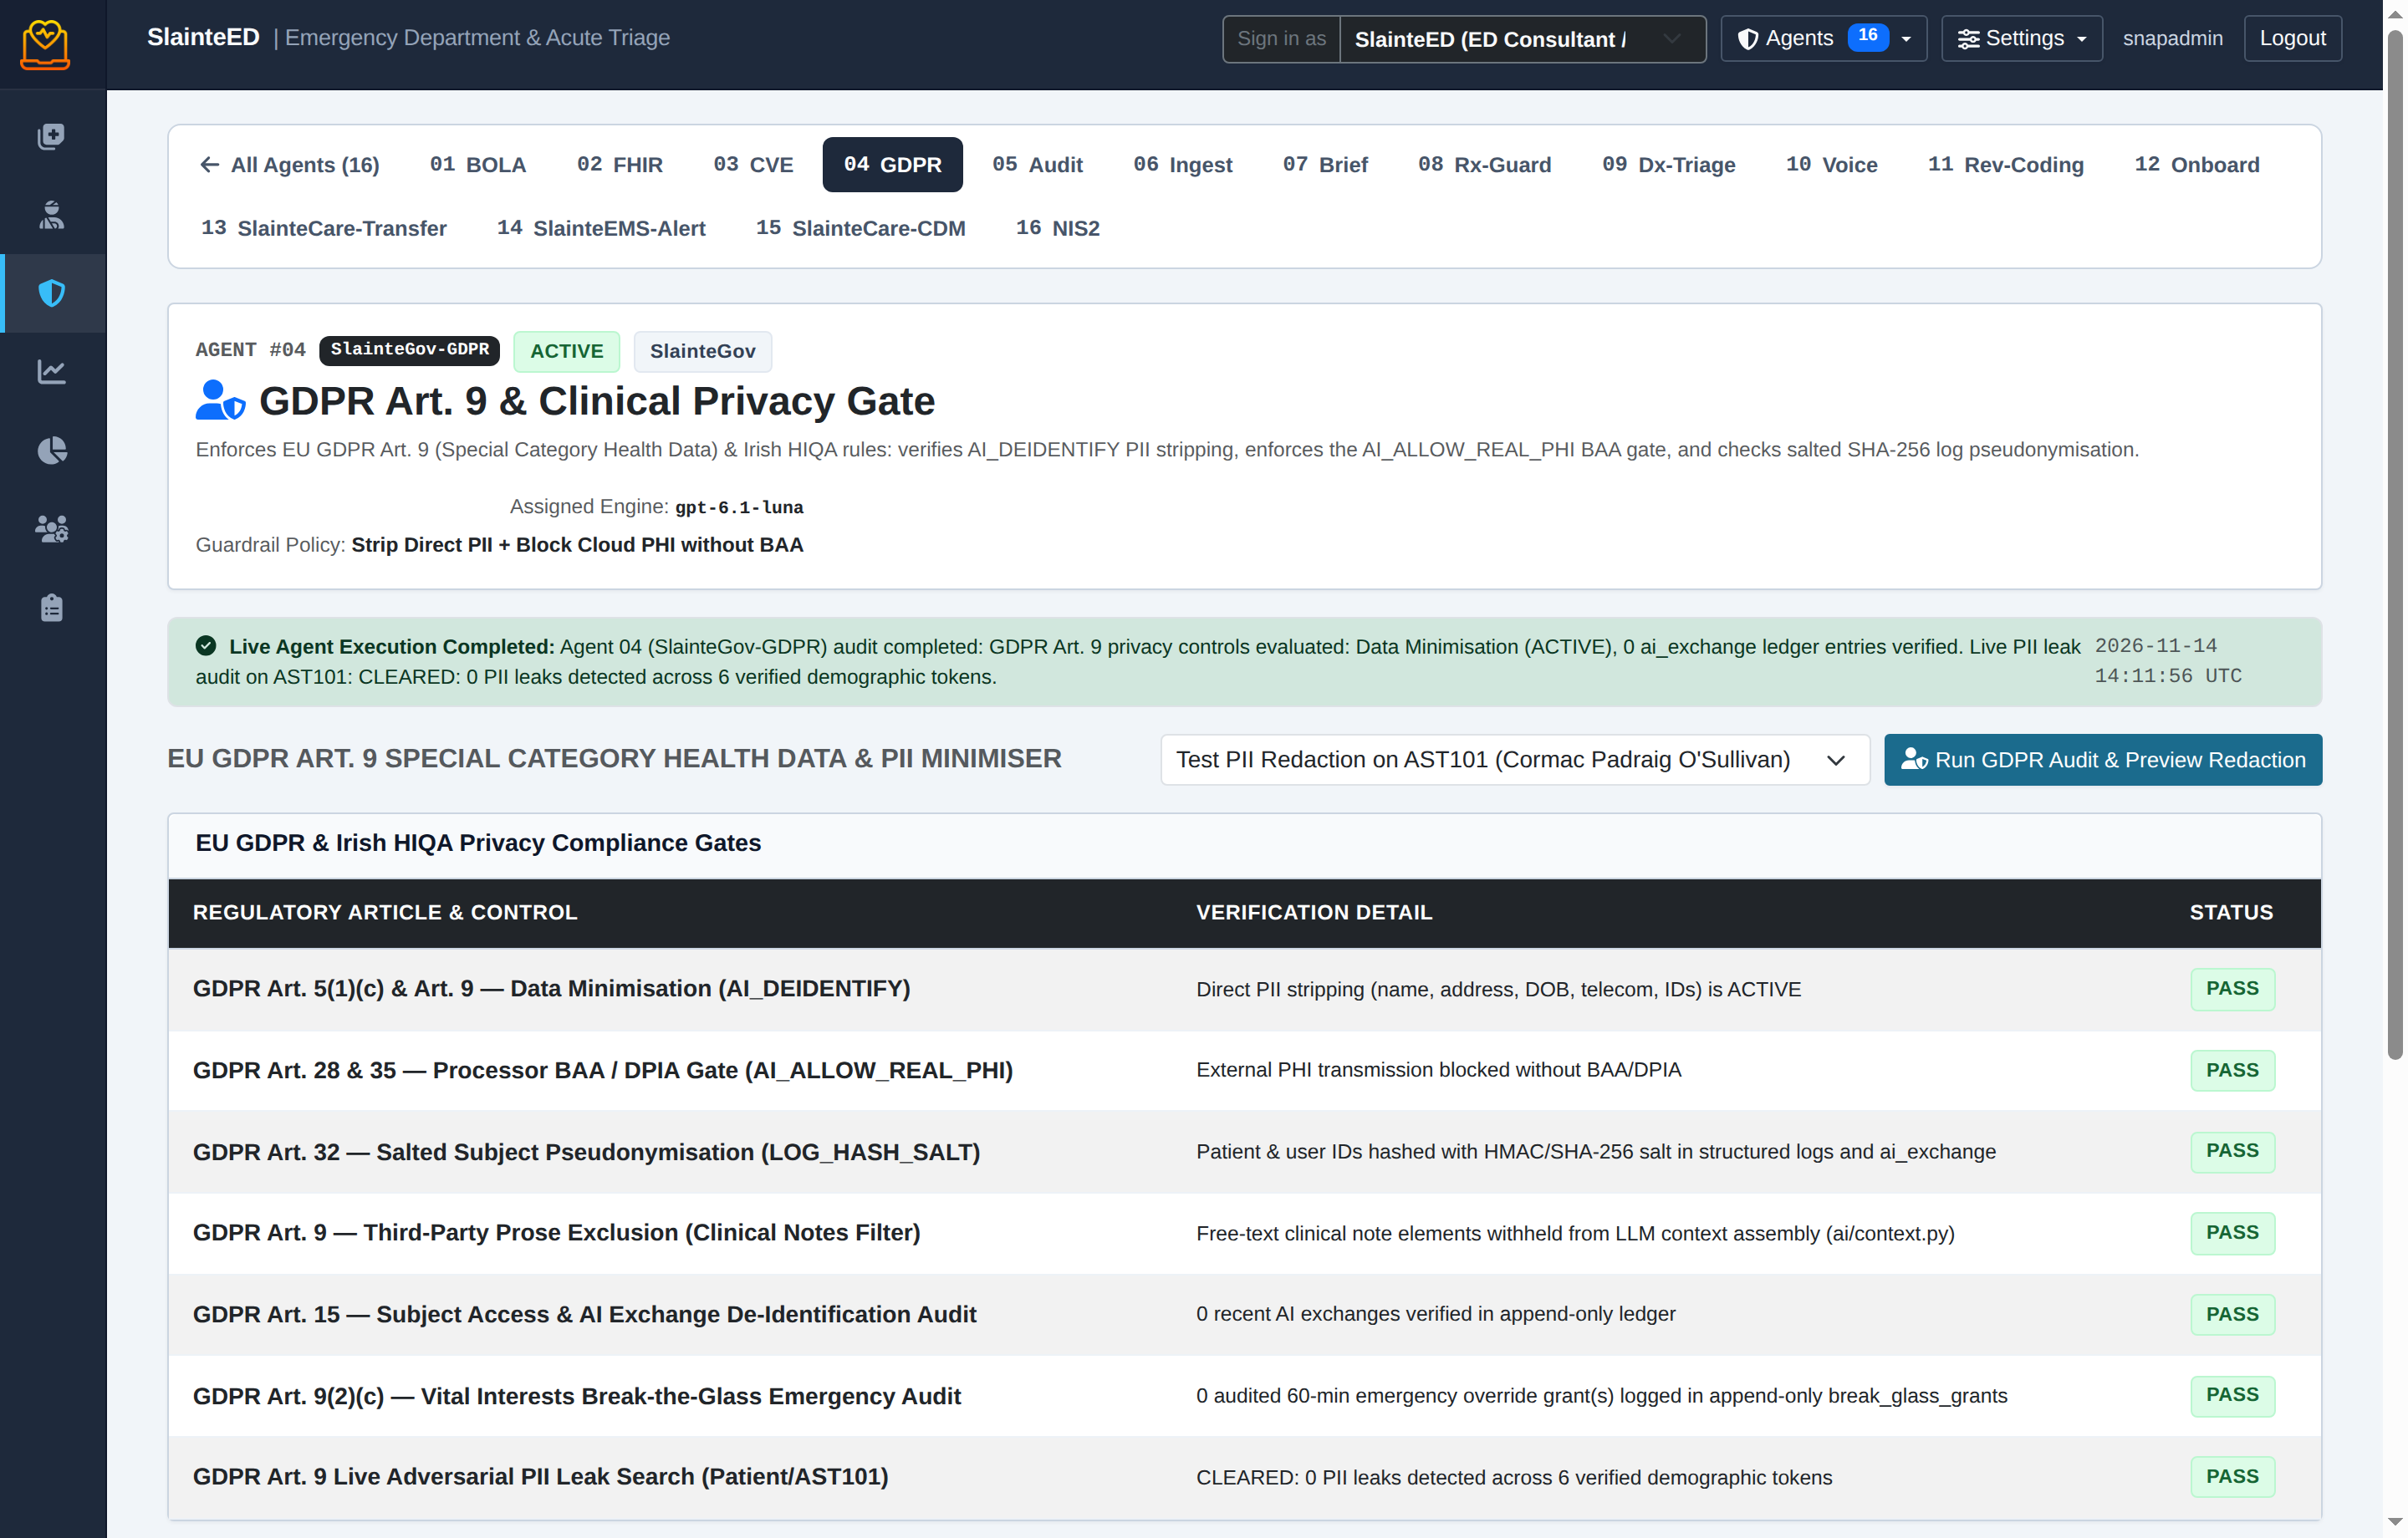 SlainteED | Emergency Department & Acute Triage
Sign in as SlainteED (ED Consultant /
Agents 16
Settings
snapadmin
Logout
All Agents (16) 01 BOLA 02 FHIR 03 CVE 04 GDPR 05 Audit 06 Ingest 07 Brief 08 Rx-Guard 09 Dx-Triage 10 Voice 11 Rev-Coding 12 Onboard
13 SlainteCare-Transfer 14 SlainteEMS-Alert 15 SlainteCare-CDM 16 NIS2
AGENT #04 SlainteGov-GDPR ACTIVE SlainteGov
GDPR Art. 9 & Clinical Privacy Gate
Enforces EU GDPR Art. 9 (Special Category Health Data) & Irish HIQA rules: verifies AI_DEIDENTIFY PII stripping, enforces the AI_ALLOW_REAL_PHI BAA gate, and checks salted SHA-256 log pseudonymisation.
Assigned Engine: gpt-6.1-luna
Guardrail Policy: Strip Direct PII + Block Cloud PHI without BAA
Live Agent Execution Completed: Agent 04 (SlainteGov-GDPR) audit completed: GDPR Art. 9 privacy controls evaluated: Data Minimisation (ACTIVE), 0 ai_exchange ledger entries verified. Live PII leak
audit on AST101: CLEARED: 0 PII leaks detected across 6 verified demographic tokens.
2026-11-14
14:11:56 UTC
EU GDPR ART. 9 SPECIAL CATEGORY HEALTH DATA & PII MINIMISER
Test PII Redaction on AST101 (Cormac Padraig O'Sullivan)
Run GDPR Audit & Preview Redaction
EU GDPR & Irish HIQA Privacy Compliance Gates
REGULATORY ARTICLE & CONTROL VERIFICATION DETAIL STATUS
GDPR Art. 5(1)(c) & Art. 9 — Data Minimisation (AI_DEIDENTIFY) Direct PII stripping (name, address, DOB, telecom, IDs) is ACTIVE PASS
GDPR Art. 28 & 35 — Processor BAA / DPIA Gate (AI_ALLOW_REAL_PHI) External PHI transmission blocked without BAA/DPIA PASS
GDPR Art. 32 — Salted Subject Pseudonymisation (LOG_HASH_SALT) Patient & user IDs hashed with HMAC/SHA-256 salt in structured logs and ai_exchange PASS
GDPR Art. 9 — Third-Party Prose Exclusion (Clinical Notes Filter) Free-text clinical note elements withheld from LLM context assembly (ai/context.py) PASS
GDPR Art. 15 — Subject Access & AI Exchange De-Identification Audit 0 recent AI exchanges verified in append-only ledger PASS
GDPR Art. 9(2)(c) — Vital Interests Break-the-Glass Emergency Audit 0 audited 60-min emergency override grant(s) logged in append-only break_glass_grants PASS
GDPR Art. 9 Live Adversarial PII Leak Search (Patient/AST101) CLEARED: 0 PII leaks detected across 6 verified demographic tokens PASS